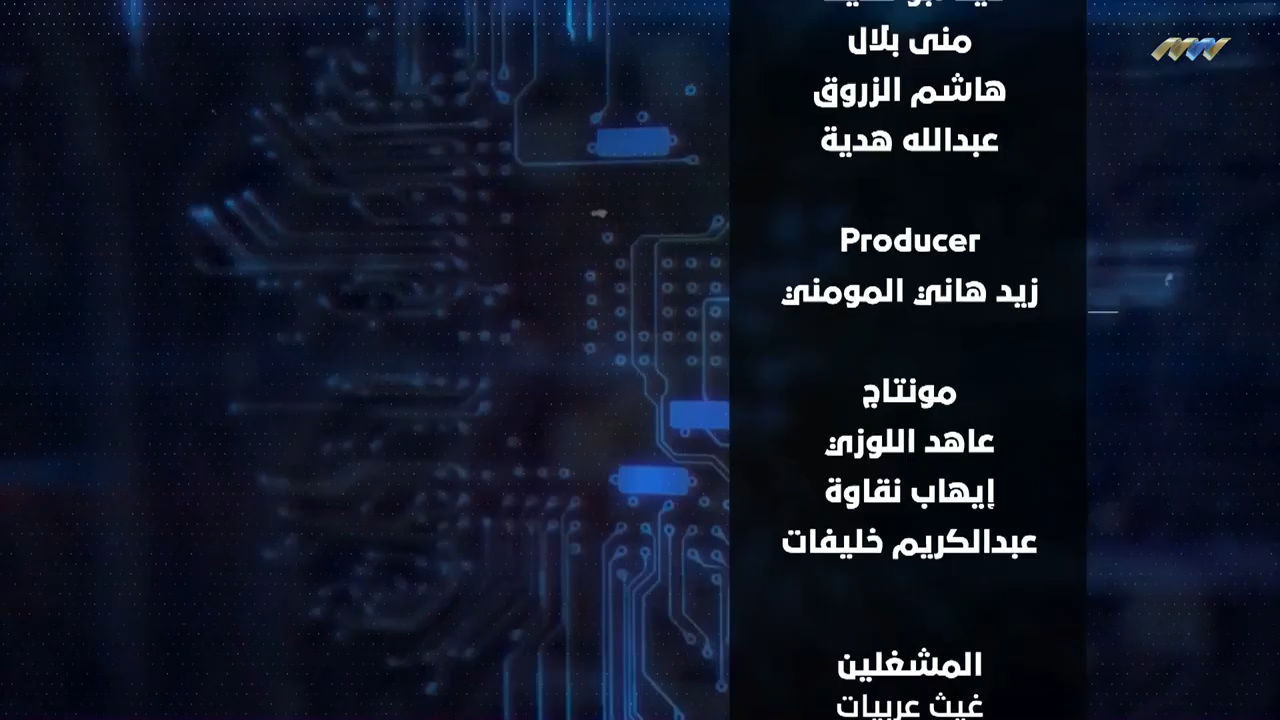 منى بلال
هاشم الزروق
عبدالله هدية
Producer
زيد هاني المومني
مونتاج
عاهد اللوزي
إيهاب نقاوة
عبدالكريم خليفات
المشغلين
غيث عربيات